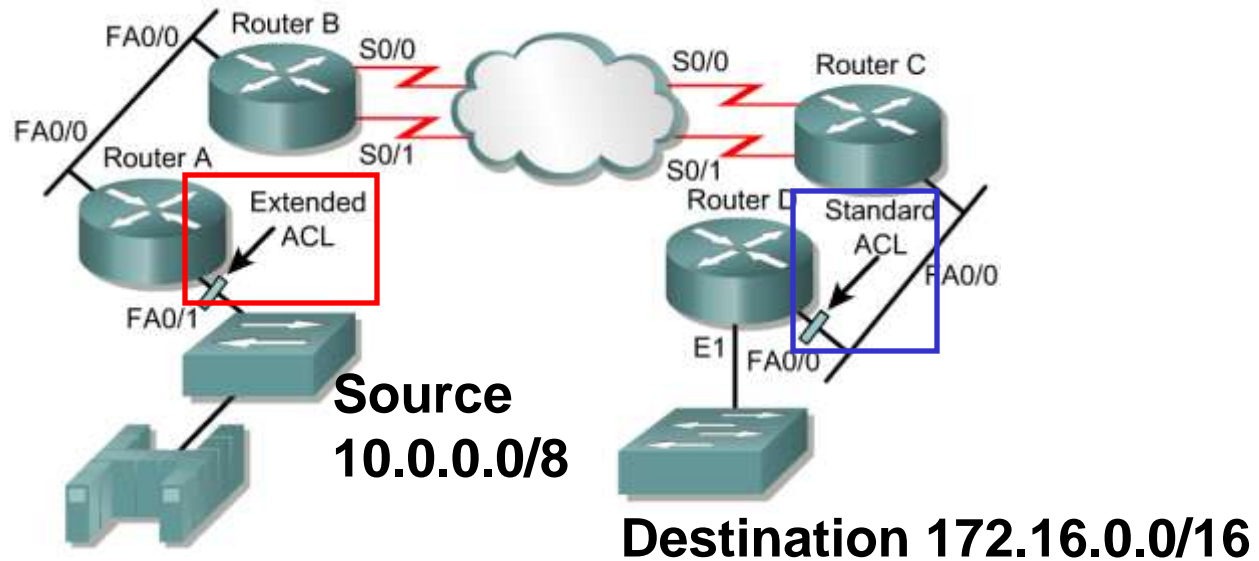 FA0/0
Router B
S0/0
S0/0
Router C
FA0/0
Router A
S0/1
S0/1
Extended
ACL
Router D
Standard
ACL
FA0/0
FA0/1
E1
FA0/0
Source
10.0.0.0/8
Destination 172.16.0.0/16